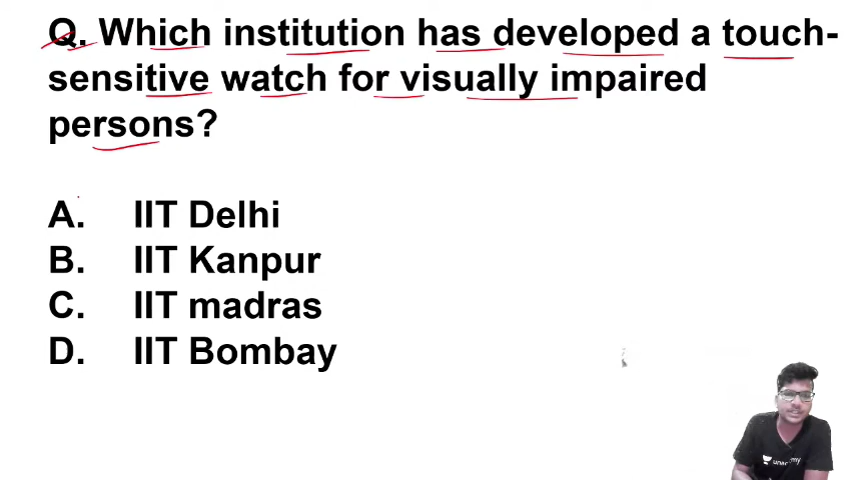 Q. Which institution has developed a touch-
sensitive watch for visually impaired
persons?
A. IIT Delhi
B. IIT Kanpur
C. IIT madras
D. IIT Bombay